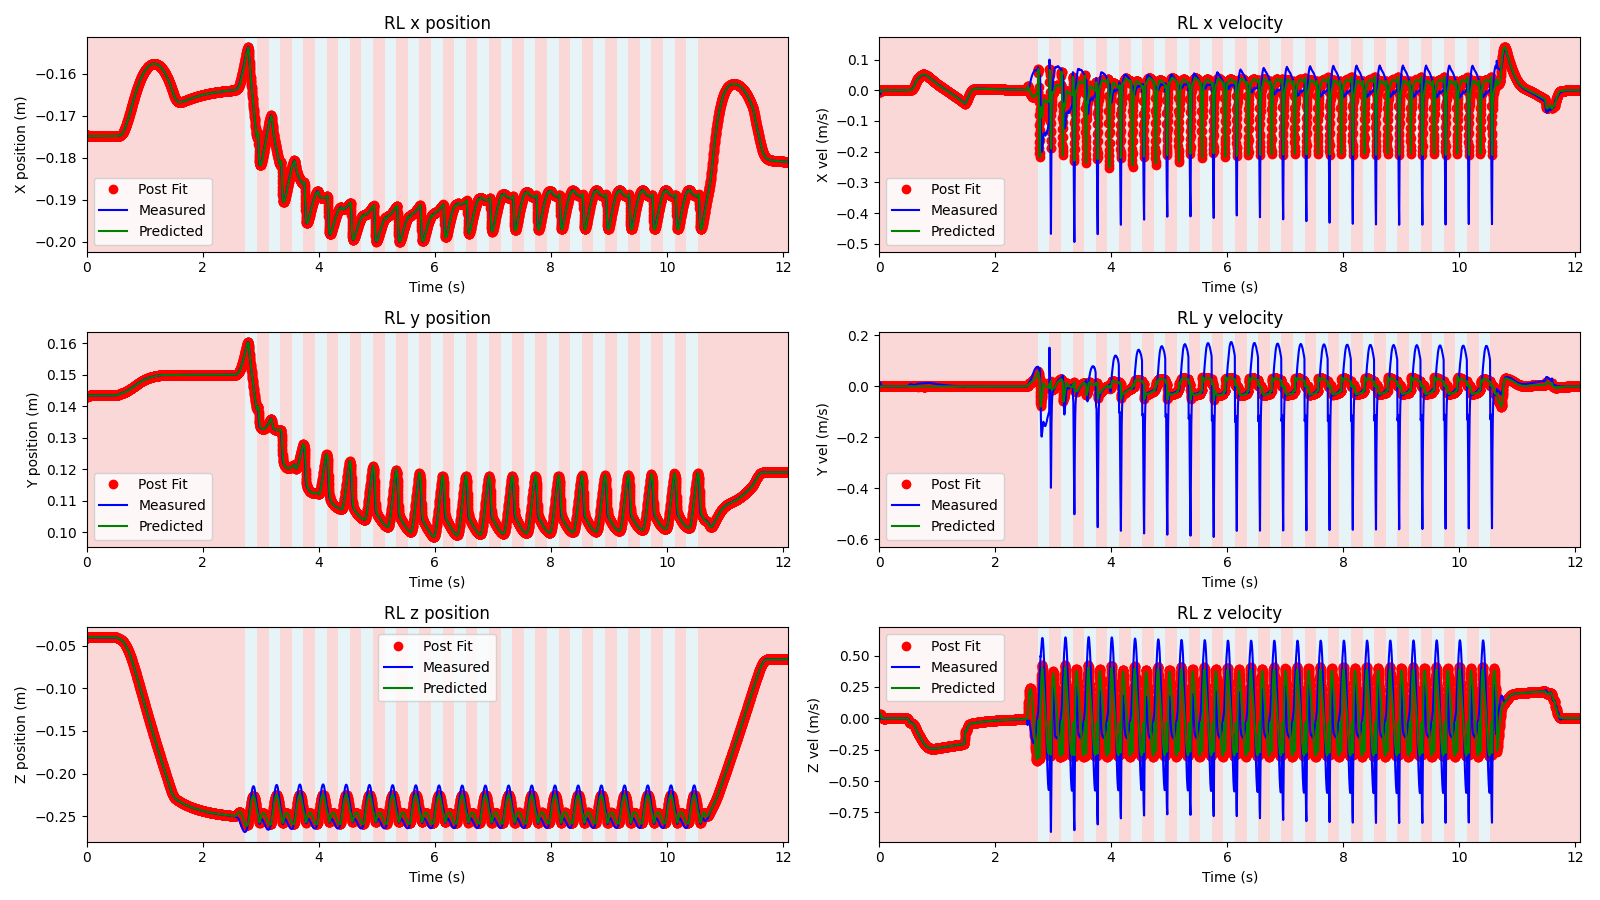 RL x position
X position (m)
−0.16
−0.17
−0.18
−0.19
−0.20
Post Fit
Measured
Predicted
0 2 4 6 8 10 12
Time (s)
RL x velocity
X vel (m/s)
0.1
0.0
−0.1
−0.2
−0.3
−0.4
−0.5
Post Fit
Measured
Predicted
0 2 4 6 8 10 12
Time (s)
RL y position
Y position (m)
0.16
0.15
0.14
0.13
0.12
0.11
0.10
Post Fit
Measured
Predicted
0 2 4 6 8 10 12
Time (s)
RL y velocity
Y vel (m/s)
0.2
0.0
−0.2
−0.4
−0.6
Post Fit
Measured
Predicted
0 2 4 6 8 10 12
Time (s)
RL z position
Z position (m)
−0.05
−0.10
−0.15
−0.20
−0.25
Post Fit
Measured
Predicted
0 2 4 6 8 10 12
Time (s)
RL z velocity
Z vel (m/s)
0.50
0.25
0.00
−0.25
−0.50
−0.75
Post Fit
Measured
Predicted
0 2 4 6 8 10 12
Time (s)